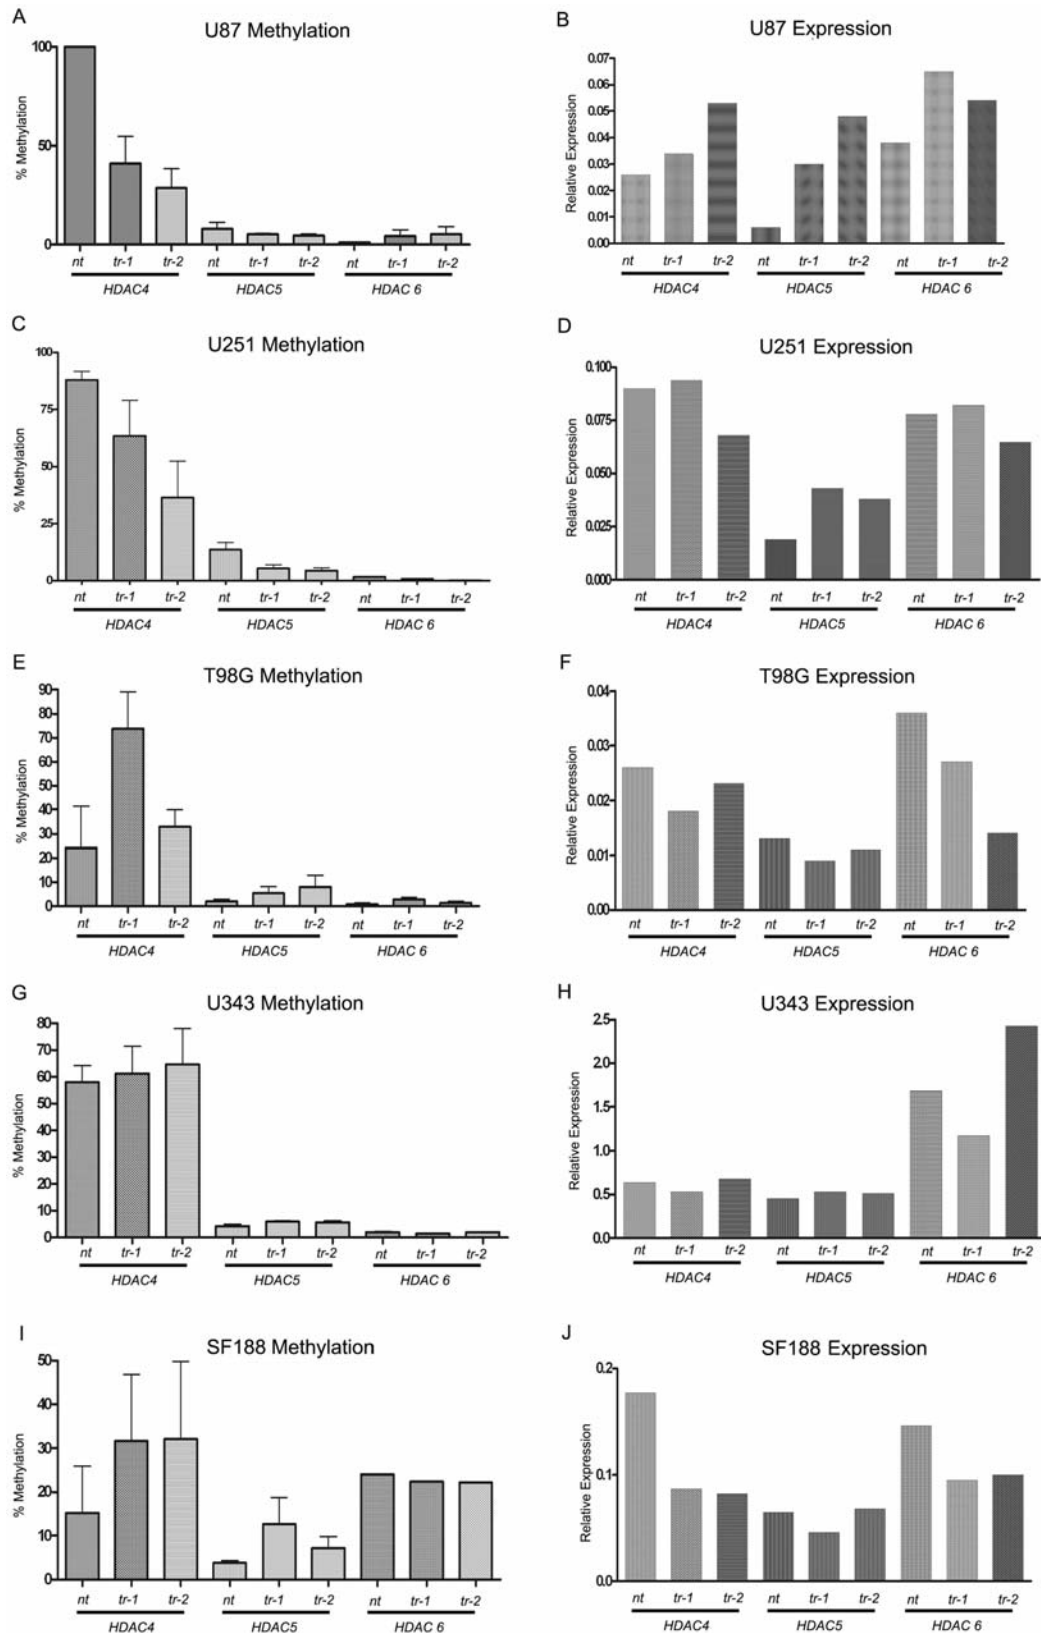 A
U87 Methylation
% Methylation
100
50
0
nt tr-1 tr-2 nt tr-1 tr-2 nt tr-1 tr-2
HDAC4 HDAC5 HDAC 6
B
U87 Expression
Relative Expression
0.07
0.06
0.05
0.04
0.03
0.02
0.01
0.00
nt tr-1 tr-2 nt tr-1 tr-2 nt tr-1 tr-2
HDAC4 HDAC5 HDAC 6
C
U251 Methylation
% Methylation
100
75
50
25
0
nt tr-1 tr-2 nt tr-1 tr-2 nt tr-1 tr-2
HDAC4 HDAC5 HDAC 6
D
U251 Expression
Relative Expression
0.100
0.075
0.050
0.025
0.000
nt tr-1 tr-2 nt tr-1 tr-2 nt tr-1 tr-2
HDAC4 HDAC5 HDAC 6
E
T98G Methylation
% Methylation
90
80
70
60
50
40
30
20
10
0
nt tr-1 tr-2 nt tr-1 tr-2 nt tr-1 tr-2
HDAC4 HDAC5 HDAC 6
F
T98G Expression
Relative Expression
0.04
0.03
0.02
0.01
0.00
nt tr-1 tr-2 nt tr-1 tr-2 nt tr-1 tr-2
HDAC4 HDAC5 HDAC 6
G
U343 Methylation
% Methylation
80
70
60
50
40
30
20
10
0
nt tr-1 tr-2 nt tr-1 tr-2 nt tr-1 tr-2
HDAC4 HDAC5 HDAC 6
H
U343 Expression
Relative Expression
2.5
2.0
1.5
1.0
0.5
0.0
nt tr-1 tr-2 nt tr-1 tr-2 nt tr-1 tr-2
HDAC4 HDAC5 HDAC 6
I
SF188 Methylation
% Methylation
50
40
30
20
10
0
nt tr-1 tr-2 nt tr-1 tr-2 nt tr-1 tr-2
HDAC4 HDAC5 HDAC 6
J
SF188 Expression
Relative Expression
0.2
0.1
0.0
nt tr-1 tr-2 nt tr-1 tr-2 nt tr-1 tr-2
HDAC4 HDAC5 HDAC 6